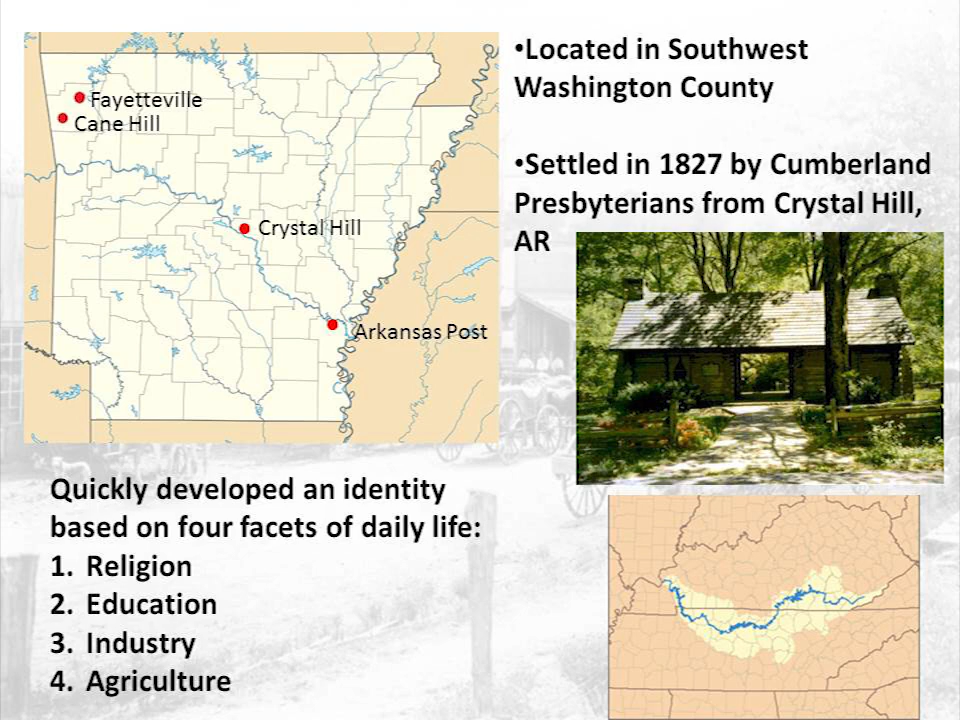 Fayetteville
Cane Hill
Crystal Hill
Arkansas Post
•Located in Southwest
Washington County
•Settled in 1827 by Cumberland
Presbyterians from Crystal Hill,
AR
Quickly developed an identity
based on four facets of daily life:
1. Religion
2. Education
3. Industry
4. Agriculture